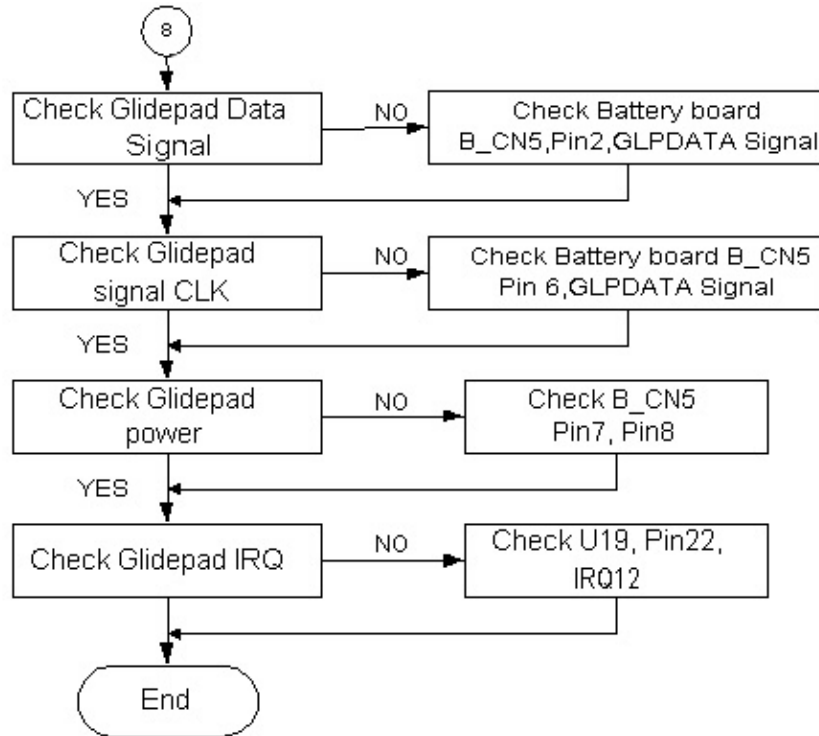 8
Check Glidepad Data
Signal
NO
Check Battery board
B_CN5,Pin2,GLPDATA Signal
YES
Check Glidepad
signal CLK
NO
Check Battery board B_CN5
Pin 6,GLPDATA Signal
YES
Check Glidepad
power
NO
Check B_CN5
Pin7, Pin8
YES
Check Glidepad IRQ
NO
Check U19, Pin22,
IRQ12
End